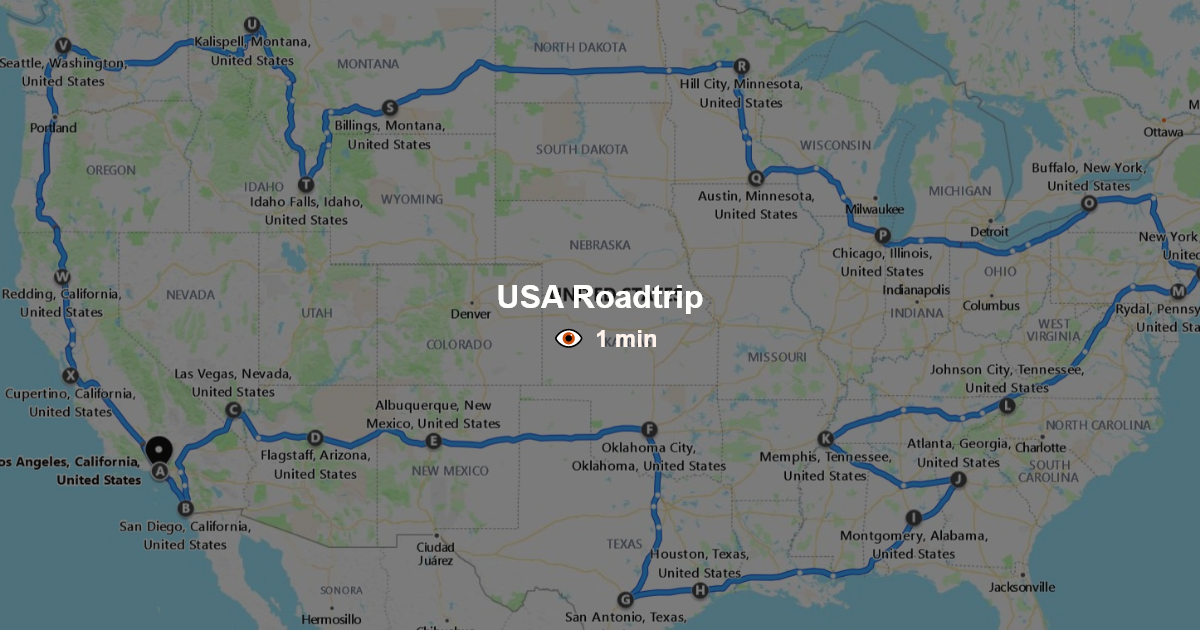 U
V
Kalispell, Montana,
United States
Seattle, Washington,
United States
NORTH DAKOTA
MONTANA
R
Hill City, Minnesota,
United States
S
Billings, Montana,
United States
Portland
Ottawa
OREGON
SOUTH DAKOTA
WISCONSIN
Buffalo, New York,
United States
T
IDAHO
Idaho Falls, Idaho,
United States
WYOMING
Q
Austin, Minnesota,
United States
MICHIGAN
O
Milwaukee
Detroit
P
Chicago, Illinois,
United States
New York,
United
NEBRASKA
OHIO
W
Redding, California,
United States
NEVADA
UTAH
Denver
USA Roadtrip
1 min
Indianapolis
INDIANA
Columbus
M
Rydal, Pennsy
United Sta
WEST
VIRGINIA
COLORADO
MISSOURI
X
Cupertino, California,
United States
Las Vegas, Nevada,
United States
C
Johnson City, Tennessee,
United States
L
Albuquerque, New
Mexico, United States
D
Flagstaff, Arizona,
United States
E
F
Oklahoma City,
Oklahoma, United States
K
Memphis, Tennessee,
United States
Atlanta, Georgia,
United States
Charlotte
NORTH CAROLINA
SOUTH
CAROLINA
os Angeles, California,
United States
A
NEW MEXICO
J
B
San Diego, California,
United States
I
Montgomery, Alabama,
United States
Ciudad
Juárez
TEXAS
Houston, Texas,
United States
H
G
San Antonio, Texas,
Jacksonville
SONORA
Hermosillo